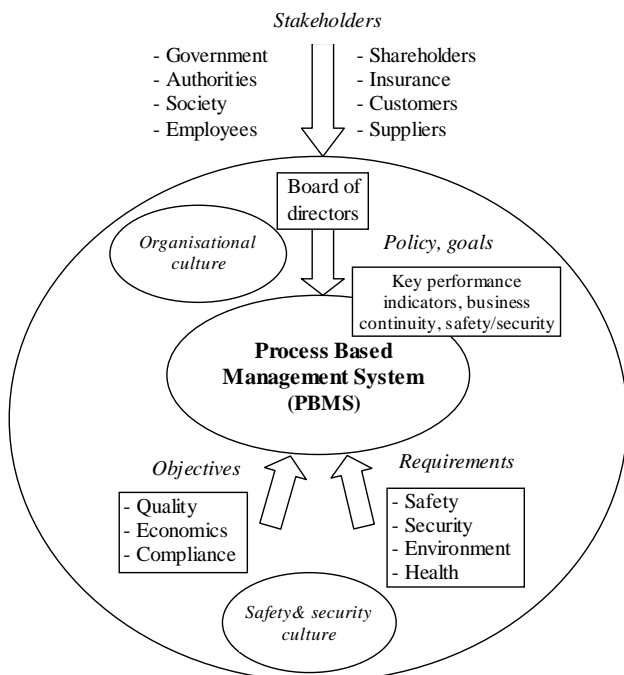 Stakeholders
- Government
- Authorities
- Society
- Employees
- Shareholders
- Insurance
- Customers
- Suppliers
Board of
directors
Organisational
culture
Policy, goals
Key performance
indicators, business
continuity, safety/security
Process Based
Management System
(PBMS)
Objectives
- Quality
- Economics
- Compliance
Requirements
- Safety
- Security
- Environment
- Health
Safety& security
culture